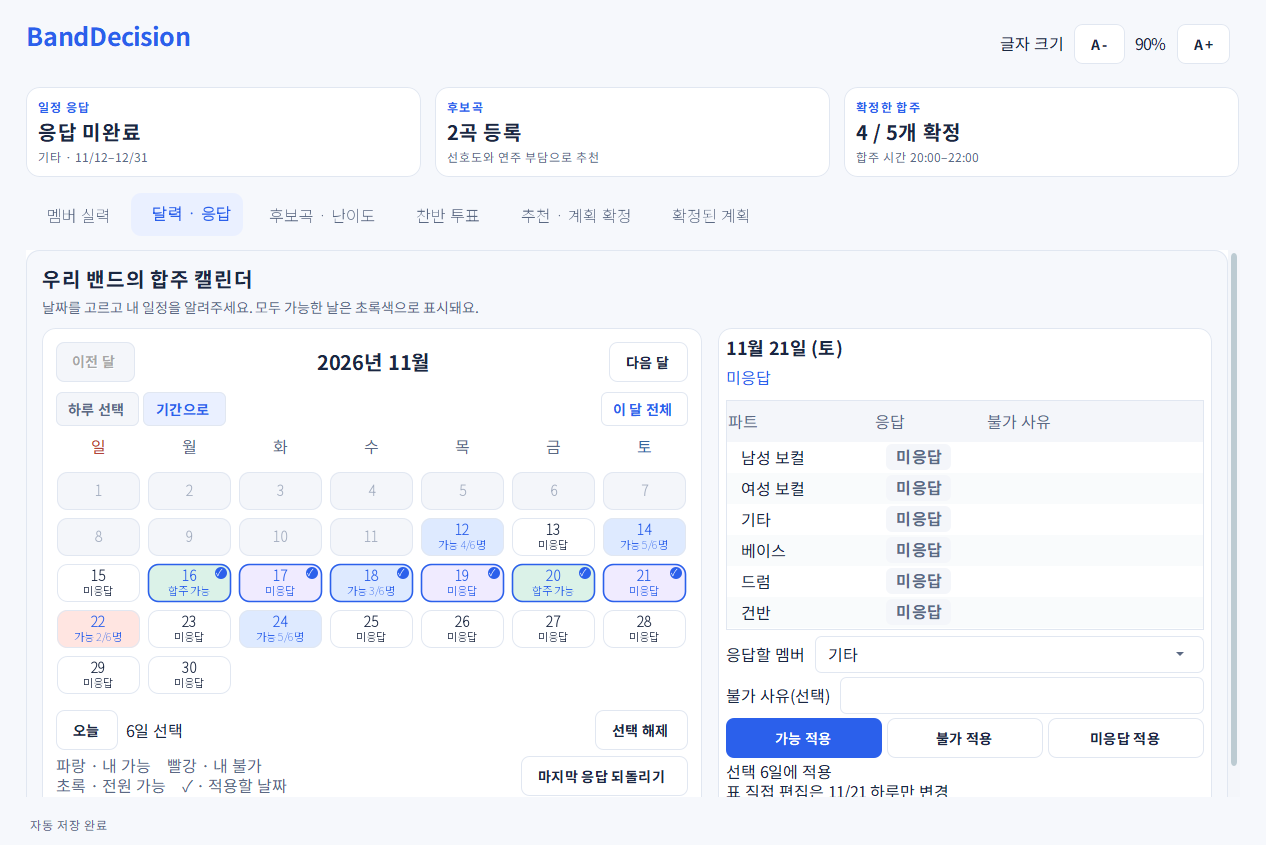 BandDecision
글자 크기 A- 90% A+
일정 응답
응답 미완료
기타 · 11/12–12/31
후보곡
2곡 등록
선호도와 연주 부담으로 추천
확정한 합주
4 / 5개 확정
합주 시간 20:00–22:00
멤버 실력 달력 · 응답 후보곡 · 난이도 찬반 투표 추천 · 계획 확정 확정된 계획
우리 밴드의 합주 캘린더
날짜를 고르고 내 일정을 알려주세요. 모두 가능한 날은 초록색으로 표시돼요.
이전 달 2026년 11월 다음 달
하루 선택 기간으로 이 달 전체
일 월 화 수 목 금 토
1 2 3 4 5 6 7
8 9 10 11 12 13 14
가능 4/6명 미응답 가능 5/6명
15 16 17 18 19 20 21
미응답 합주 가능 미응답 가능 3/6명 미응답 합주 가능 미응답
22 23 24 25 26 27 28
가능 2/6명 미응답 가능 5/6명 미응답 미응답 미응답 미응답
29 30
미응답 미응답
오늘 6일 선택 선택 해제
파랑 · 내 가능 빨강 · 내 불가
초록 · 전원 가능 ✓ · 적용할 날짜
마지막 응답 되돌리기
11월 21일 (토)
미응답
파트 응답 불가 사유
남성 보컬 미응답
여성 보컬 미응답
기타 미응답
베이스 미응답
드럼 미응답
건반 미응답
응답할 멤버 기타
불가 사유(선택)
가능 적용 불가 적용 미응답 적용
선택 6일에 적용
표 직접 편집은 11/21 하루만 변경
자동 저장 완료